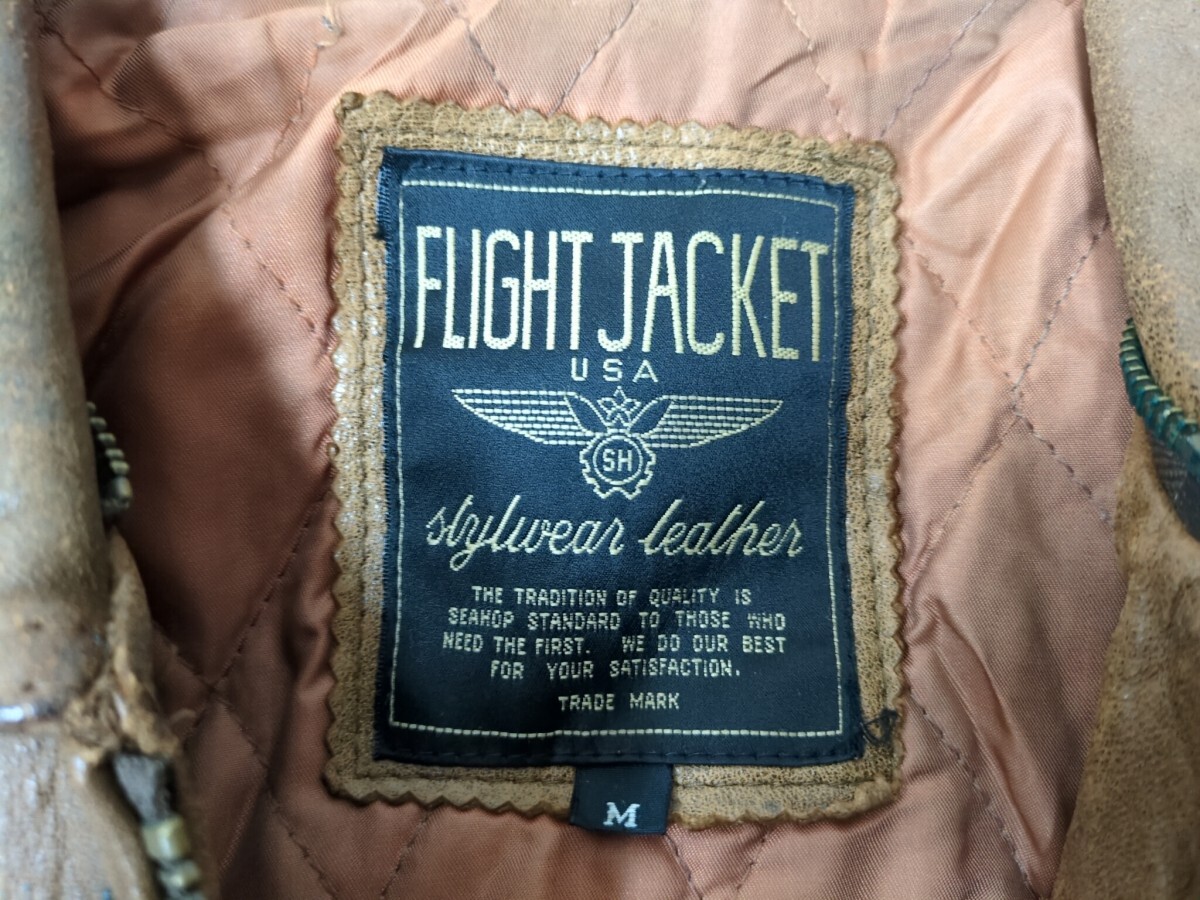 FLIGHT JACKET
USA
SH
stylwear leather
THE TRADITION OF QUALITY IS
SEAHOP STANDARD TO THOSE WHO
NEED THE FIRST. WE DO OUR BEST
FOR YOUR SATISFACTION.
TRADE MARK
M